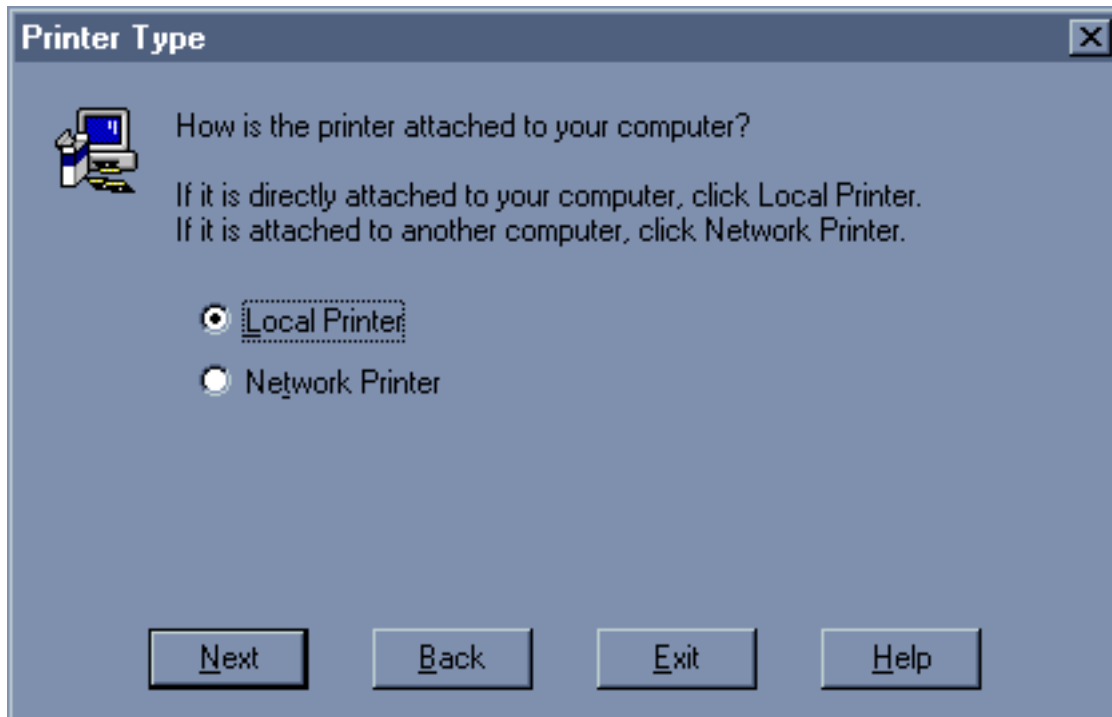 Printer Type
How is the printer attached to your computer?
If it is directly attached to your computer, click Local Printer.
If it is attached to another computer, click Network Printer.
Local Printer
Network Printer
Next Back Exit Help